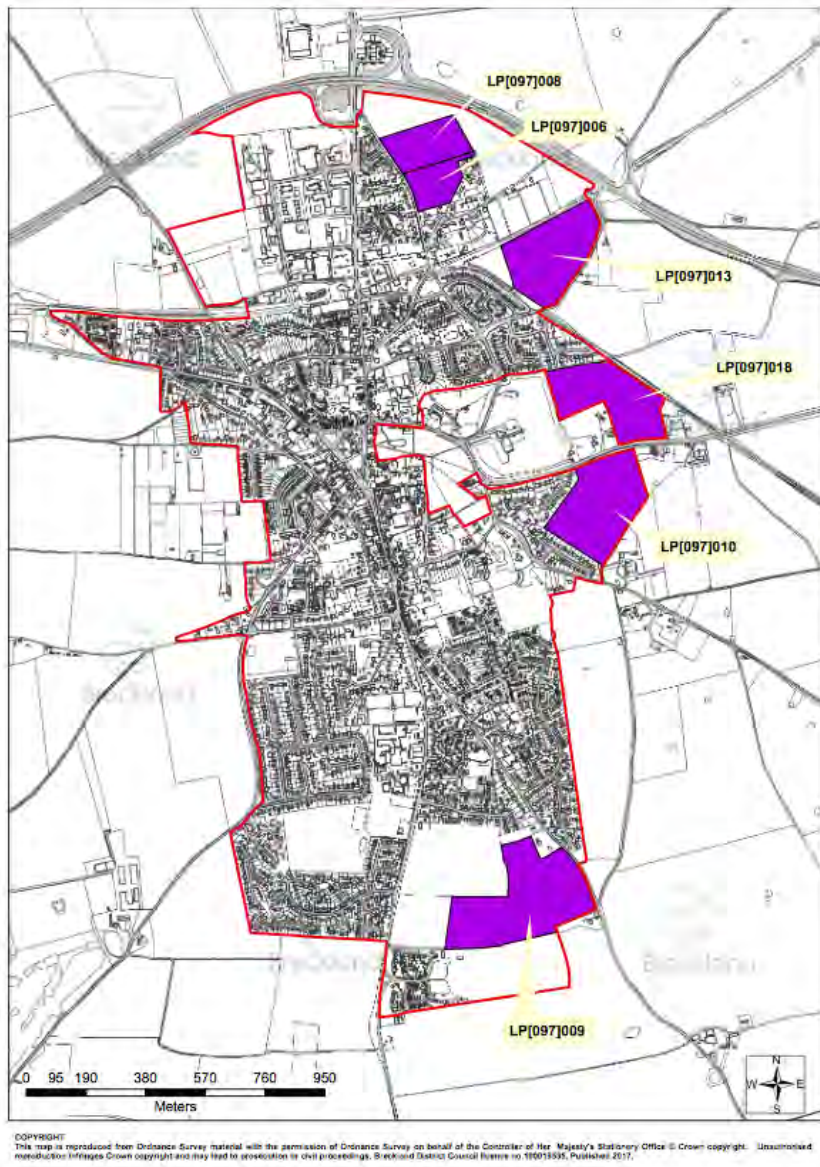 LP[097]008
LP[097]006
LP[097]013
LP[097]018
LP[097]010
LP[097]009
0 95 190 380 570 760 950
Meters
N
W E
S
COPYRIGHT
This map is reproduced from Ordnance Survey material with the permission of Ordnance Survey on behalf of the Controller of Her Majesty's Stationery Office © Crown copyright. Unauthorised
reproduction infringes Crown copyright and may lead to prosecution or civil proceedings. Breckland District Council licence no Published 2017.